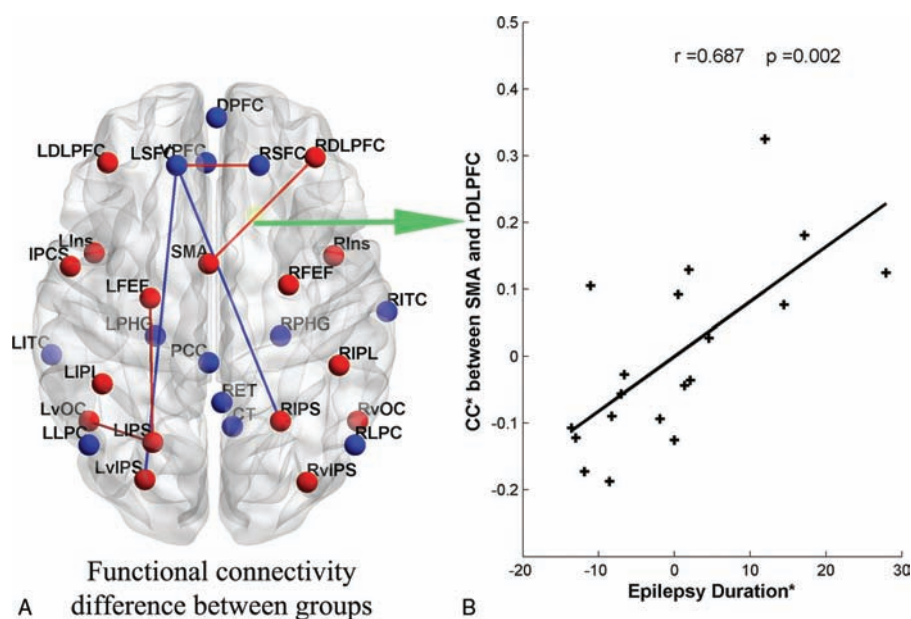 DPFC
LDLPFC
LSFC
VPFC
RSFC
RDLPFC
LIns
IPCS
SMA
RIns
LFEF
RFEF
RITC
LPHG
RPHG
LITC
PCC
RIPL
LIPL
RET
LvOC
CT
RIPS
RvOC
LLPC
LIPS
RLPC
LvIPS
RvIPS
Functional connectivity
A difference between groups
0.5
r =0.687 p =0.002
0.4
0.3
0.2
0.1
0
-0.1
-0.2
CC* between SMA and rDLPFC
-20 -10 0 10 20 30
B Epilepsy Duration*